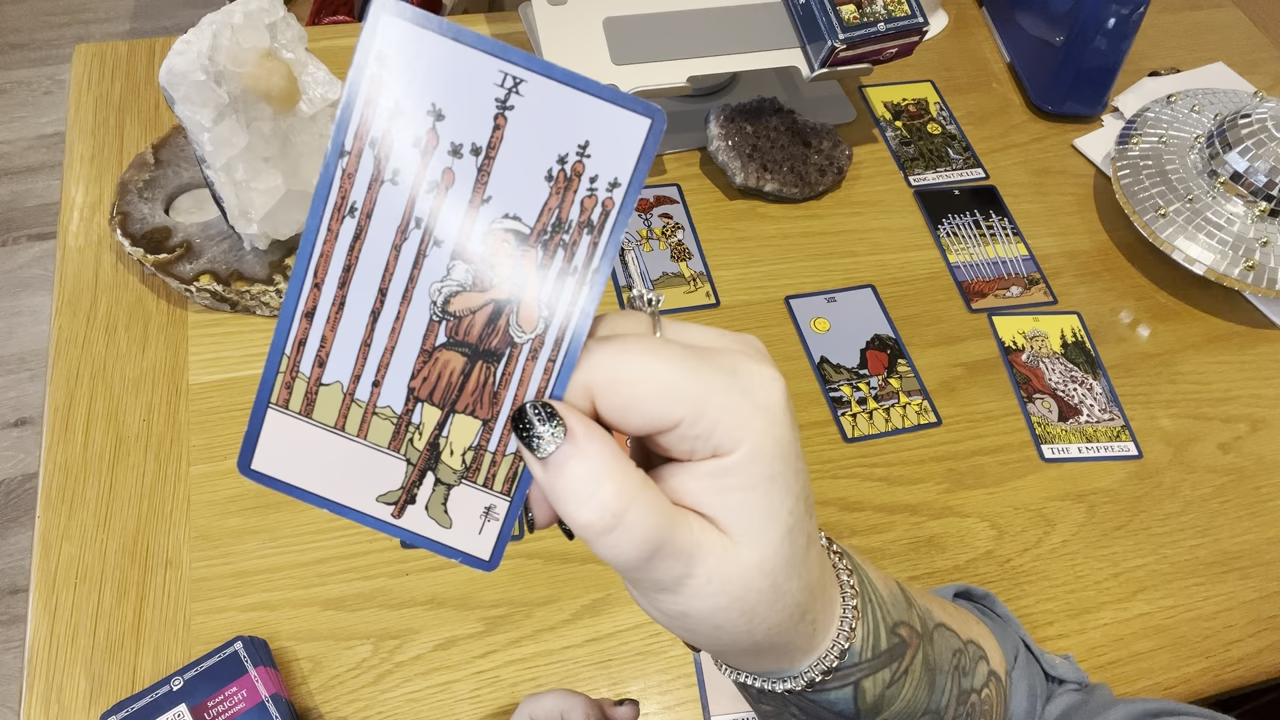 IX
KING of PENTACLES.
X
VIII
III
THE EMPRESS.
SCAN FOR
UPRIGHT
MEANING